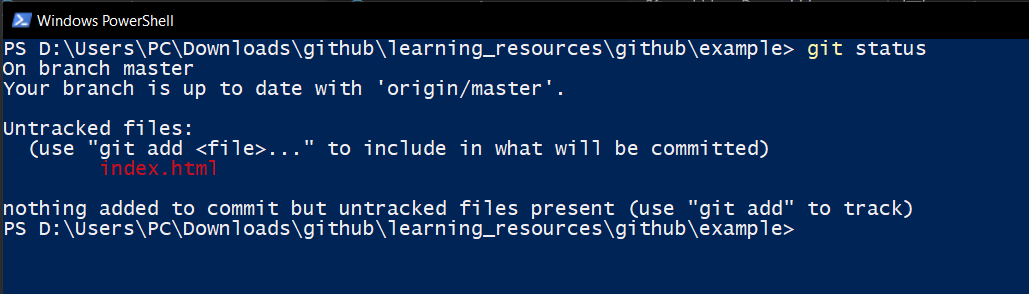 Windows PowerShell
PS D:\Users\PC\Downloads\github\learning_resources\github\example> git status
On branch master
Your branch is up to date with 'origin/master'.
Untracked files:
(use "git add <file>..." to include in what will be committed)
index.html
nothing added to commit but untracked files present (use "git add" to track)
PS D:\Users\PC\Downloads\github\learning_resources\github\example>